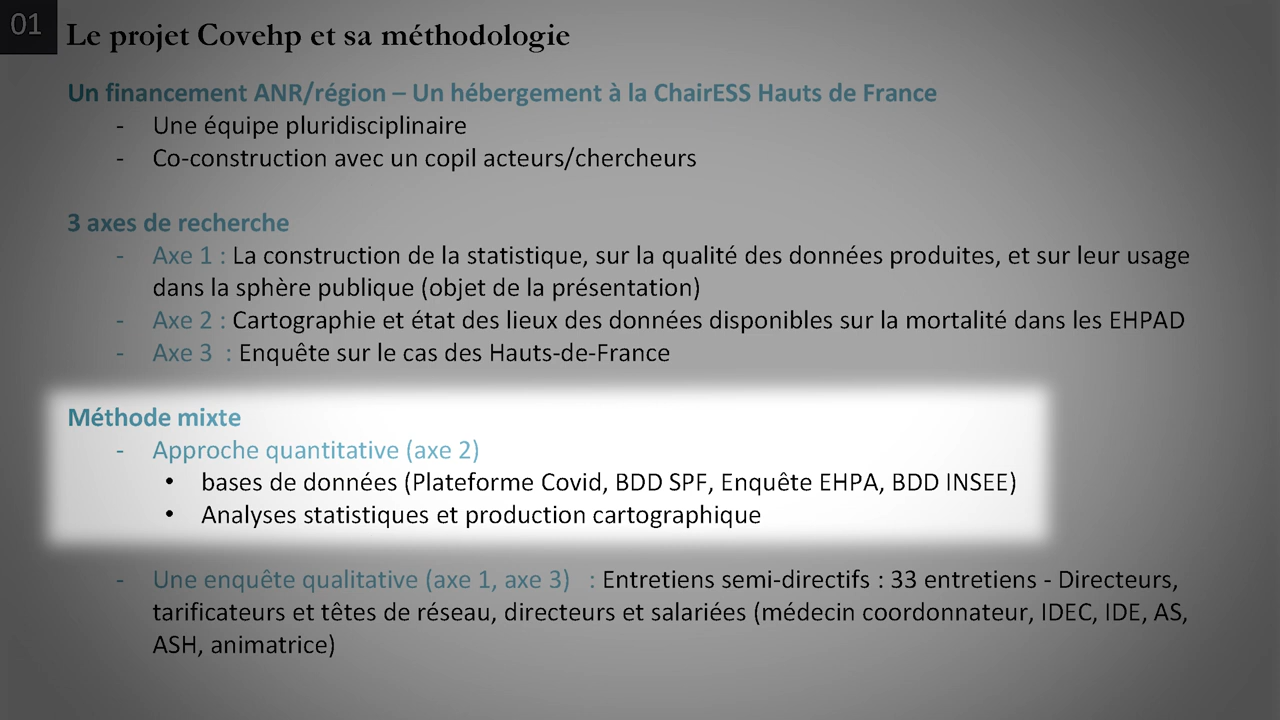 01
Le projet Covehp et sa méthodologie
Un financement ANR/région – Un hébergement à la ChairESS Hauts de France
- Une équipe pluridisciplinaire
- Co-construction avec un copil acteurs/chercheurs
3 axes de recherche
- Axe 1 : La construction de la statistique, sur la qualité des données produites, et sur leur usage
dans la sphère publique (objet de la présentation)
- Axe 2 : Cartographie et état des lieux des données disponibles sur la mortalité dans les EHPAD
- Axe 3 : Enquête sur le cas des Hauts-de-France
Méthode mixte
- Approche quantitative (axe 2)
• bases de données (Plateforme Covid, BDD SPF, Enquête EHPA, BDD INSEE)
• Analyses statistiques et production cartographique
- Une enquête qualitative (axe 1, axe 3) : Entretiens semi-directifs : 33 entretiens - Directeurs,
tarificateurs et têtes de réseau, directeurs et salariées (médecin coordonnateur, IDEC, IDE, AS,
ASH, animatrice)